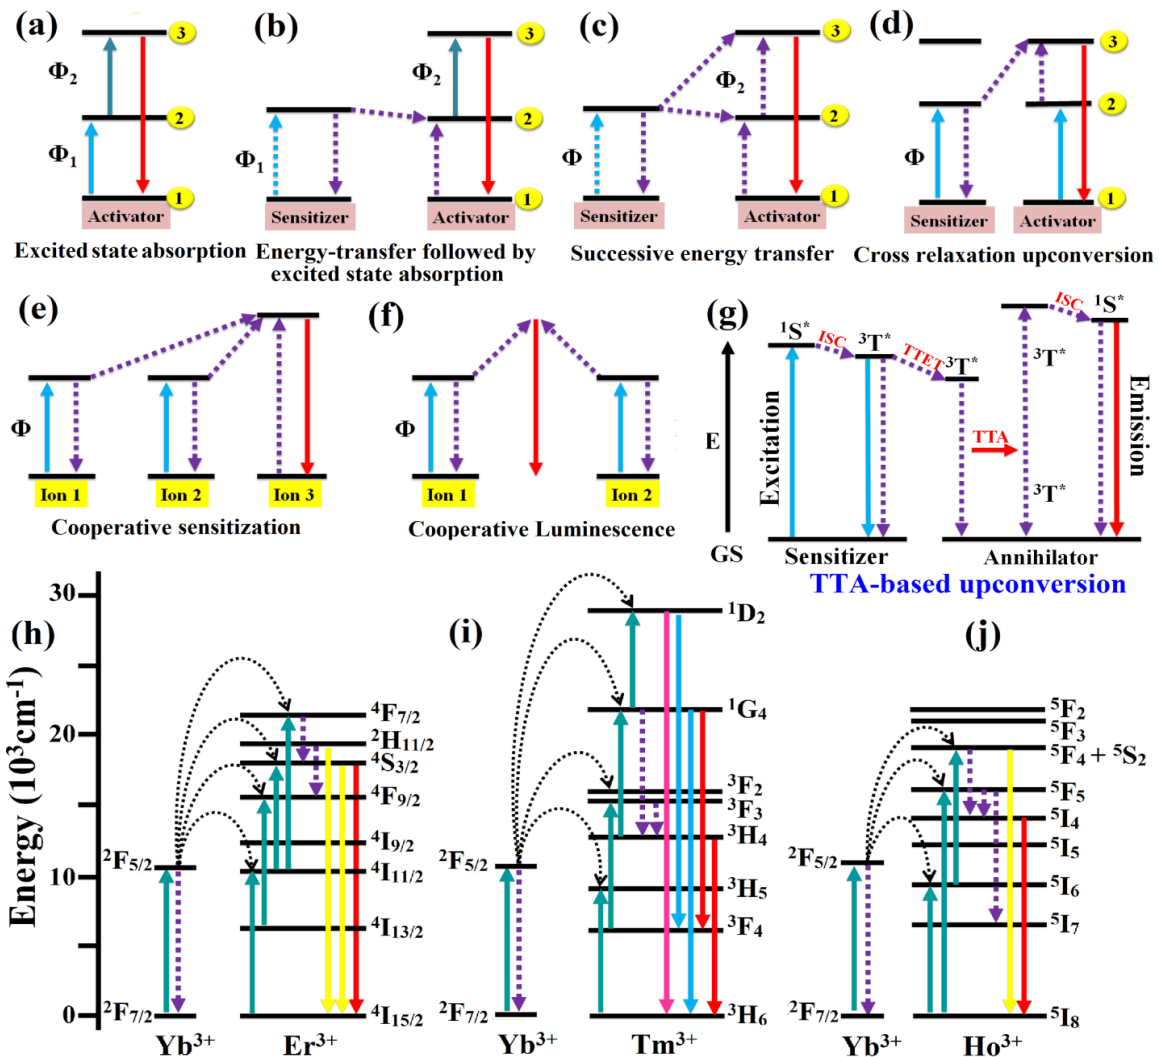 (a)
3
Φ₂
2
Φ₁
1
Activator
Excited state absorption
(b)
3
Φ₂
2
Φ₁
1
Sensitizer
Activator
Energy-transfer followed by
excited state absorption
(c)
3
Φ₂
2
Φ
1
Sensitizer
Activator
Successive energy transfer
(d)
3
2
Φ
1
Sensitizer
Activator
Cross relaxation upconversion
(e)
Φ
Ion 1
Ion 2
Ion 3
Cooperative sensitization
(f)
Φ
Ion 1
Ion 2
Cooperative Luminescence
(g)
¹S*
ISC
³T*
TTET
³T*
ISC
¹S*
³T*
E
Excitation
TTA
Emission
³T*
GS
Sensitizer
Annihilator
TTA-based upconversion
Energy (10³cm⁻¹)
30
20
10
0
(h)
⁴F₇/₂
²H₁₁/₂
⁴S₃/₂
⁴F₉/₂
⁴I₉/₂
²F₅/₂
⁴I₁₁/₂
⁴I₁₃/₂
²F₇/₂
⁴I₁₅/₂
Yb³⁺
Er³⁺
(i)
¹D₂
¹G₄
³F₂
³F₃
³H₄
²F₅/₂
³H₅
³F₄
²F₇/₂
³H₆
Yb³⁺
Tm³⁺
(j)
⁵F₂
⁵F₃
⁵F₄ + ⁵S₂
⁵F₅
⁵I₄
⁵I₅
²F₅/₂
⁵I₆
⁵I₇
²F₇/₂
⁵I₈
Yb³⁺
Ho³⁺